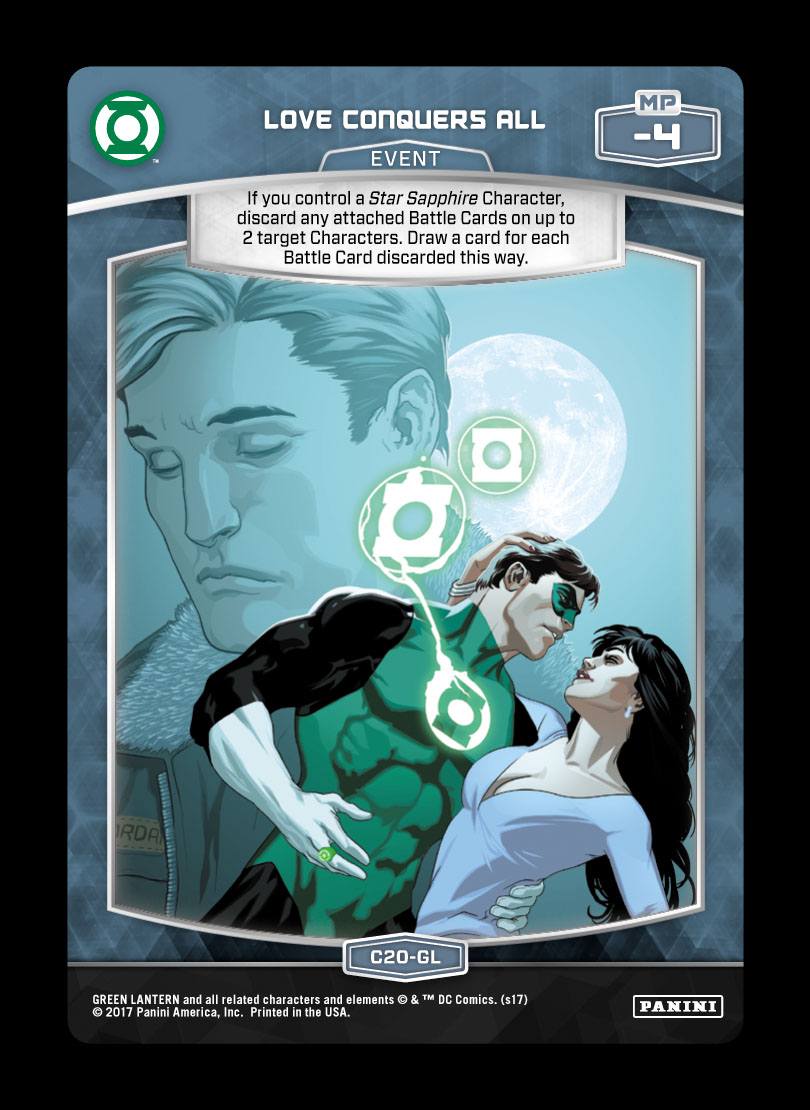 LOVE CONQUERS ALL
MP
-4
EVENT
If you control a Star Sapphire Character,
discard any attached Battle Cards on up to
2 target Characters. Draw a card for each
Battle Card discarded this way.
™
JORDAN
C20-GL
GREEN LANTERN and all related characters and elements © & ™ DC Comics. (s17)
© 2017 Panini America, Inc. Printed in the USA.
PANINI